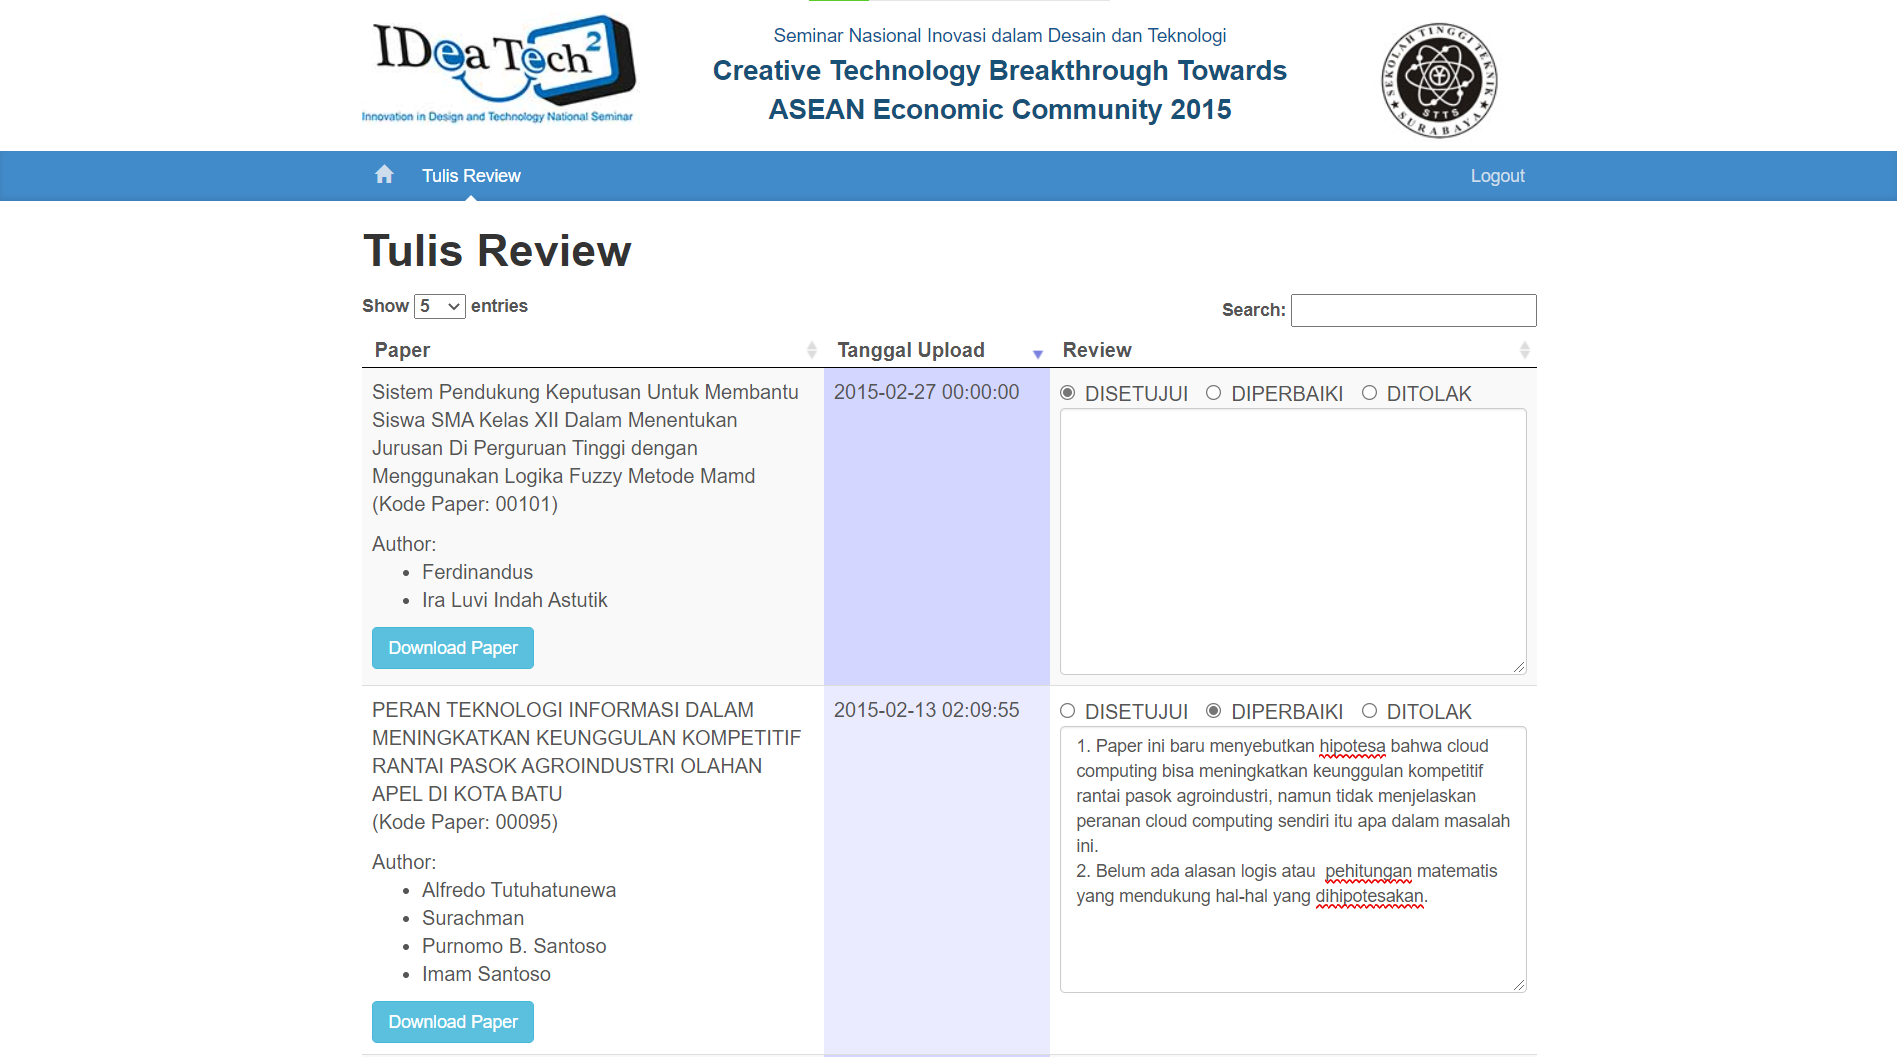 IDea Tech 2
Innovation in Design and Technology National Seminar
Seminar Nasional Inovasi dalam Desain dan Teknologi
Creative Technology Breakthrough Towards
ASEAN Economic Community 2015
SEKOLAH TINGGI TEKNIK
STTS
SURABAYA
Tulis Review
Logout
Tulis Review
Show 5 entries
Search:
Paper
Tanggal Upload
Review
Sistem Pendukung Keputusan Untuk Membantu
Siswa SMA Kelas XII Dalam Menentukan
Jurusan Di Perguruan Tinggi dengan
Menggunakan Logika Fuzzy Metode Mamd
(Kode Paper: 00101)
Author:
Ferdinandus
Ira Luvi Indah Astutik
Download Paper
2015-02-27 00:00:00
DISETUJUI DIPERBAIKI DITOLAK
PERAN TEKNOLOGI INFORMASI DALAM
MENINGKATKAN KEUNGGULAN KOMPETITIF
RANTAI PASOK AGROINDUSTRI OLAHAN
APEL DI KOTA BATU
(Kode Paper: 00095)
Author:
Alfredo Tutuhatunewa
Surachman
Purnomo B. Santoso
Imam Santoso
Download Paper
2015-02-13 02:09:55
DISETUJUI DIPERBAIKI DITOLAK
1. Paper ini baru menyebutkan hipotesa bahwa cloud
computing bisa meningkatkan keunggulan kompetitif
rantai pasok agroindustri, namun tidak menjelaskan
peranan cloud computing sendiri itu apa dalam masalah
ini.
2. Belum ada alasan logis atau  pehitungan matematis
yang mendukung hal-hal yang dihipotesakan.